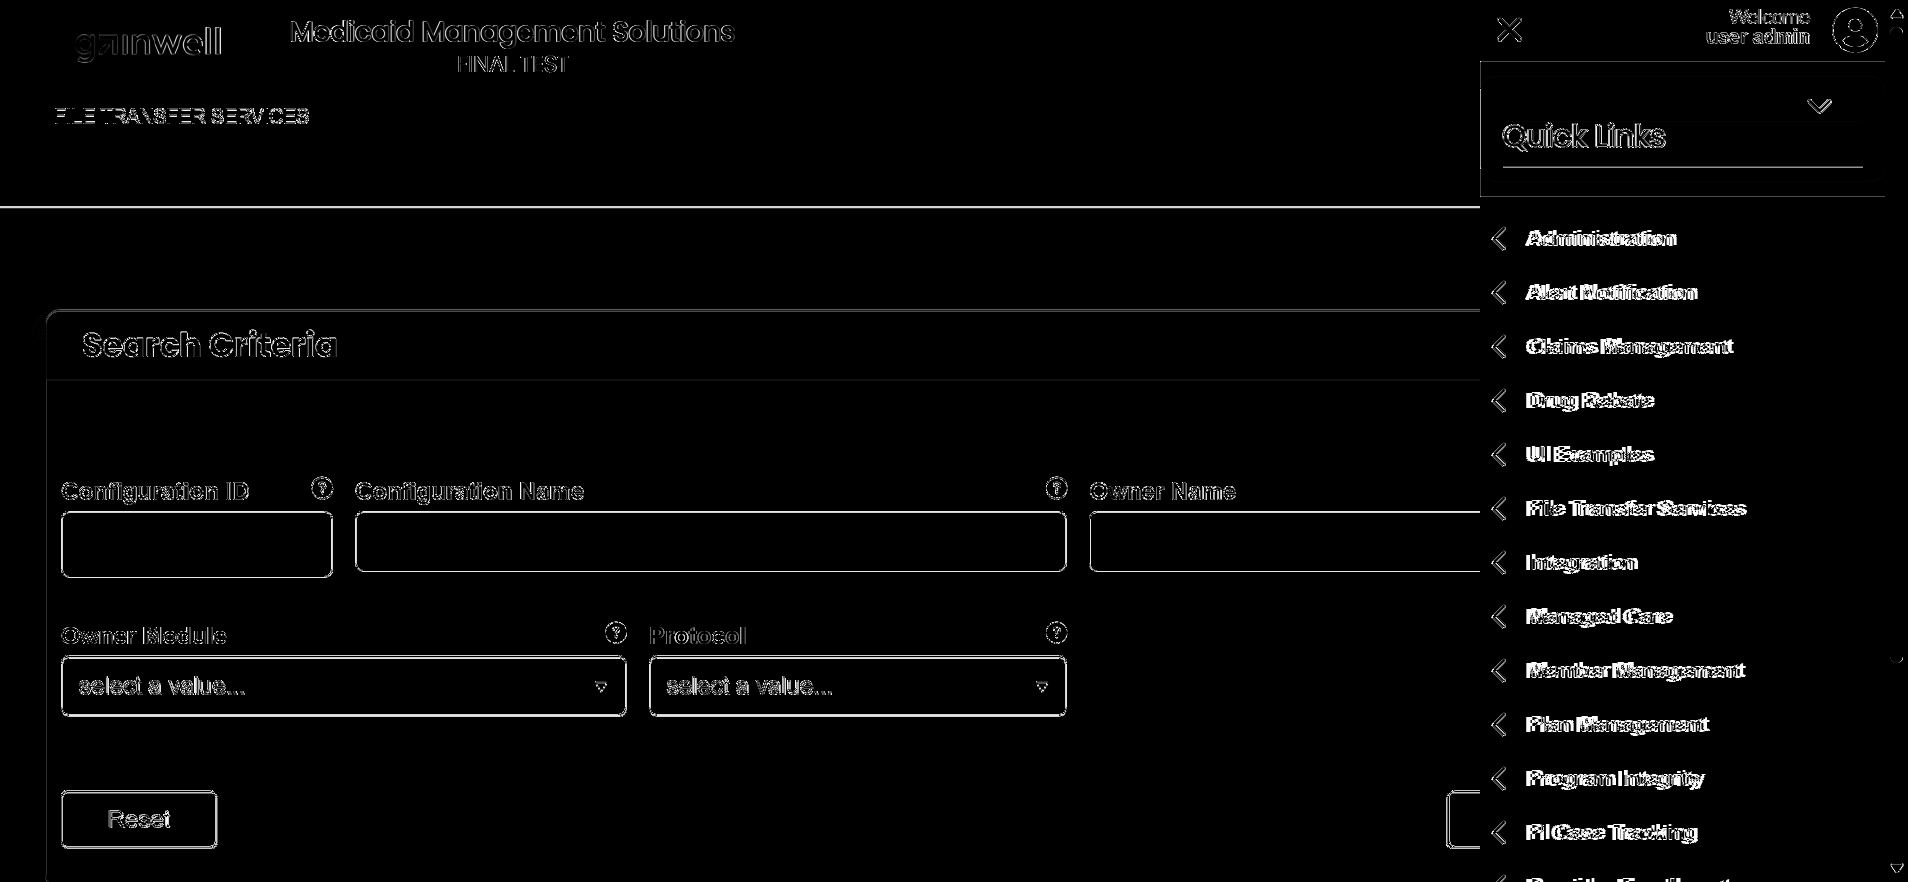 gainwell
Medicaid Management Solutions
FINAL TEST
Welcome
user admin
FILE TRANSFER SERVICES
Quick Links
Administration
Alert Notification
Claims Management
Drug Rebate
UI Examples
File Transfer Services
Integration
Managed Care
Member Management
Plan Management
Program Integrity
PI Case Tracking
Search Criteria
Configuration ID
Configuration Name
Owner Name
Owner Module
Protocol
select a value...
select a value...
Reset